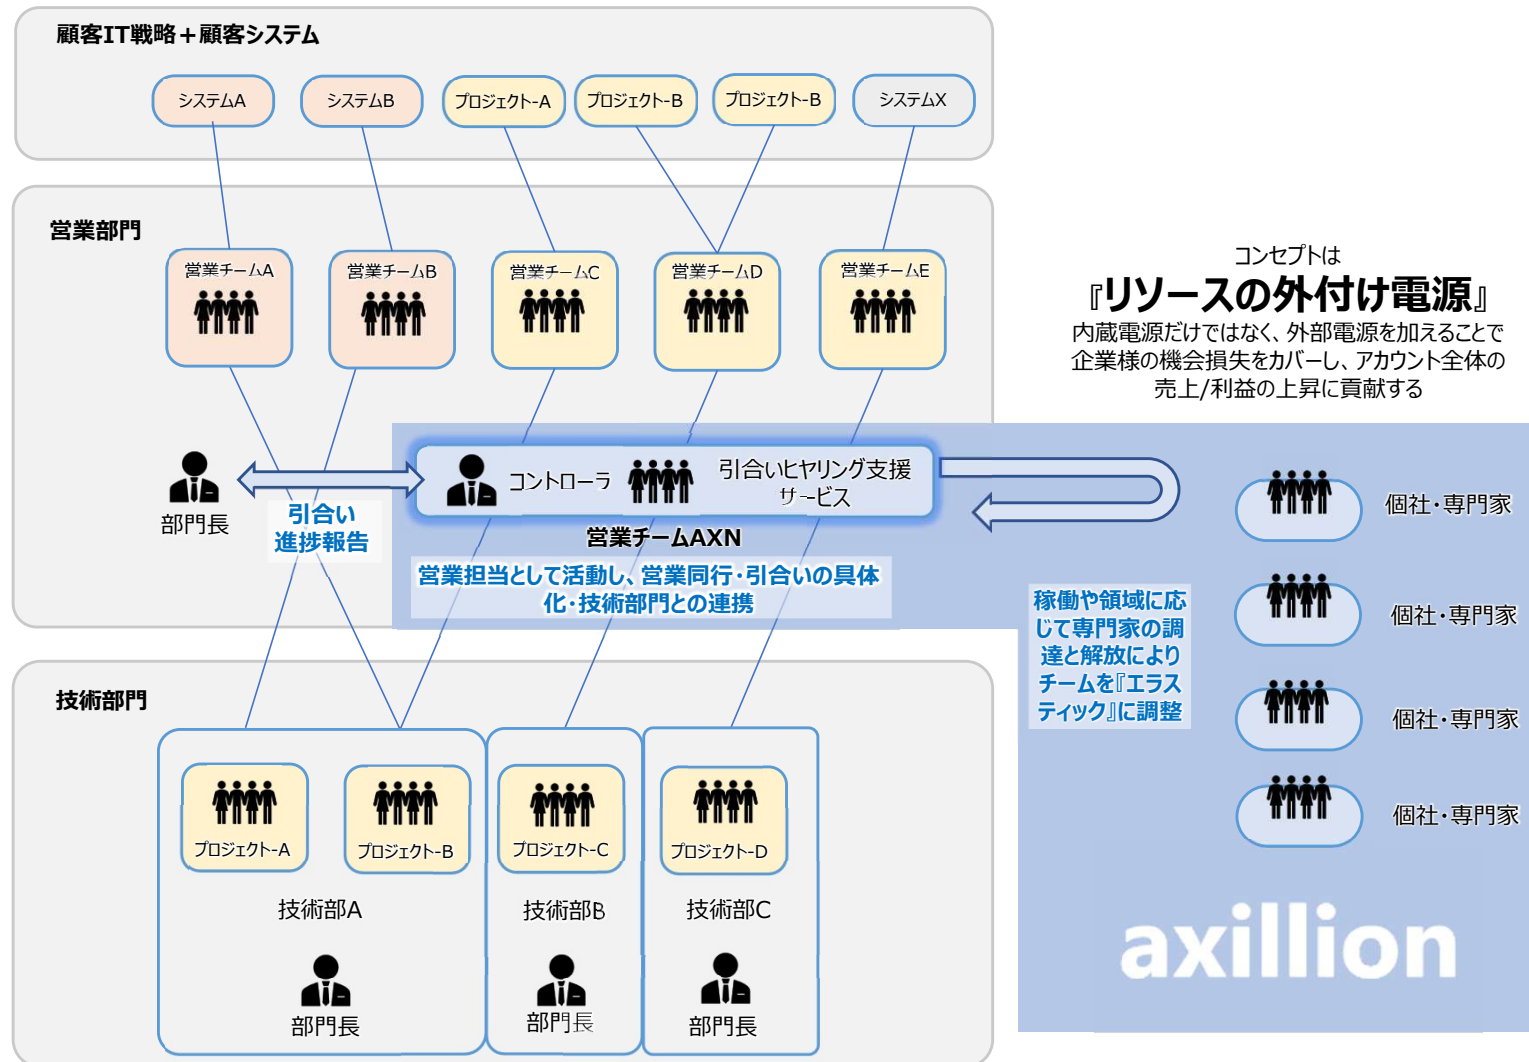 顧客IT戦略+顧客システム
システムA
システムB
プロジェクト-A
プロジェクト-B
プロジェクト-B
システムX
営業部門
営業チームA
営業チームB
営業チームC
営業チームD
営業チームE
コンセプトは
『リソースの外付け電源』
内蔵電源だけではなく、外部電源を加えることで
企業様の機会損失をカバーし、アカウント全体の
売上/利益の上昇に貢献する
部門長
引合い
進捗報告
コントローラ
引合いヒヤリング支援
サービス
営業チームAXN
営業担当として活動し、営業同行・引合いの具体
化・技術部門との連携
個社・専門家
個社・専門家
個社・専門家
個社・専門家
稼働や領域に応
じて専門家の調
達と解放により
チームを『エラス
ティック』に調整
技術部門
プロジェクト-A
プロジェクト-B
プロジェクト-C
プロジェクト-D
技術部A
技術部B
技術部C
部門長
部門長
部門長
axillion